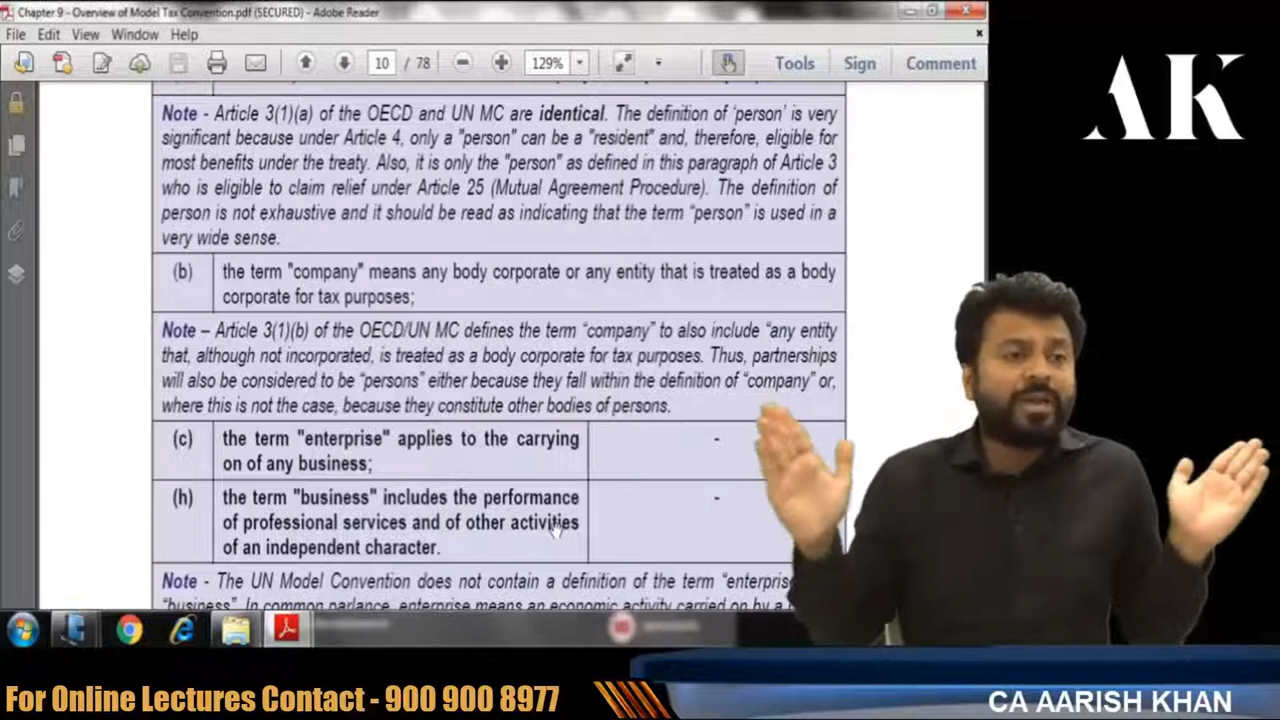 Chapter 9 - Overview of Model Tax Convention.pdf (SECURED) - Adobe Reader
File Edit View Window Help
10 / 78 129% Tools Sign Comment
AK
Note - Article 3(1)(a) of the OECD and UN MC are identical. The definition of 'person' is very
significant because under Article 4, only a "person" can be a "resident" and, therefore, eligible for
most benefits under the treaty. Also, it is only the "person" as defined in this paragraph of Article 3
who is eligible to claim relief under Article 25 (Mutual Agreement Procedure). The definition of
person is not exhaustive and it should be read as indicating that the term “person” is used in a
very wide sense.
(b) the term "company" means any body corporate or any entity that is treated as a body
corporate for tax purposes;
Note – Article 3(1)(b) of the OECD/UN MC defines the term “company” to also include “any entity
that, although not incorporated, is treated as a body corporate for tax purposes. Thus, partnerships
will also be considered to be “persons” either because they fall within the definition of “company” or,
where this is not the case, because they constitute other bodies of persons.
(c) the term "enterprise" applies to the carrying -
on of any business;
(h) the term "business" includes the performance -
of professional services and of other activities
of an independent character.
Note - The UN Model Convention does not contain a definition of the term “enterpris
“business”. In common parlance, enterprise means an economic activity carried on by a
For Online Lectures Contact - 900 900 8977
CA AARISH KHAN